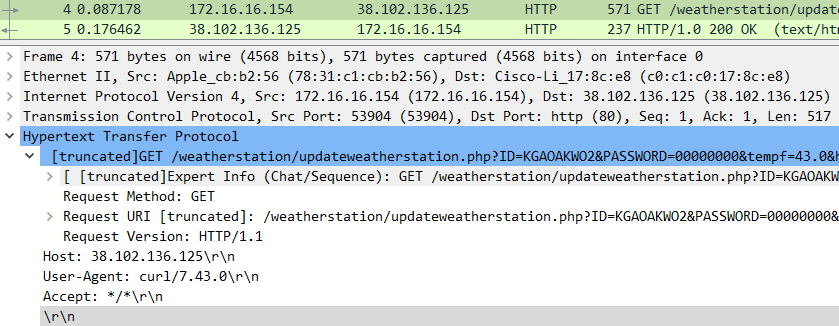 4 0.087178 172.16.16.154 38.102.136.125 HTTP 571 GET /weatherstation/upda
5 0.176462 38.102.136.125 172.16.16.154 HTTP 237 HTTP/1.0 200 OK (text/ht
Frame 4: 571 bytes on wire (4568 bits), 571 bytes captured (4568 bits) on interface 0
Ethernet II, Src: Apple_cb:b2:56 (78:31:c1:cb:b2:56), Dst: Cisco-Li_17:8c:e8 (c0:c1:c0:17:8c:e8)
Internet Protocol Version 4, Src: 172.16.16.154 (172.16.16.154), Dst: 38.102.136.125 (38.102.136.125)
Transmission Control Protocol, Src Port: 53904 (53904), Dst Port: http (80), Seq: 1, Ack: 1, Len: 517
Hypertext Transfer Protocol
[truncated]GET /weatherstation/updateweatherstation.php?ID=KGAOAKWO2&PASSWORD=00000000&tempf=43.0&
[ [truncated]Expert Info (Chat/Sequence): GET /weatherstation/updateweatherstation.php?ID=KGAOAKW
Request Method: GET
Request URI [truncated]: /weatherstation/updateweatherstation.php?ID=KGAOAKWO2&PASSWORD=00000000&
Request Version: HTTP/1.1
Host: 38.102.136.125\r\n
User-Agent: curl/7.43.0\r\n
Accept: */*\r\n
\r\n